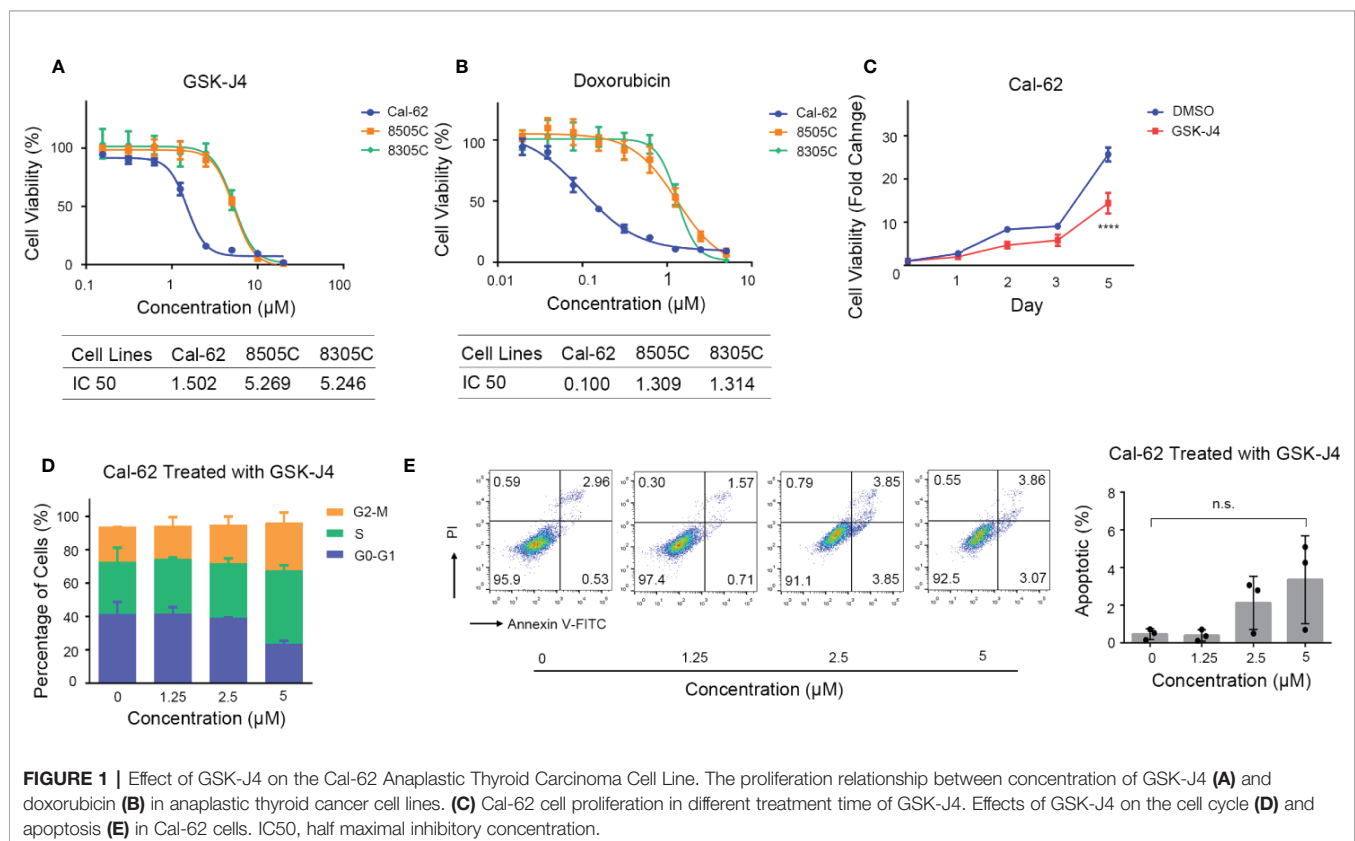 A
GSK-J4
Cell Viability (%)
100
50
0
0.1
1
10
100
Concentration (μM)
Cal-62
8505C
8305C
Cell Lines Cal-62 8505C 8305C
IC 50 1.502 5.269 5.246
B
Doxorubicin
Cell Viability (%)
100
50
0
0.01
0.1
1
10
Concentration (μM)
Cal-62
8505C
8305C
Cell Lines Cal-62 8505C 8305C
IC 50 0.100 1.309 1.314
C
Cal-62
Cell Viability (Fold Cahnge)
30
20
10
0
0
1
2
3
5
Day
DMSO
GSK-J4
****
D
Cal-62 Treated with GSK-J4
Percentage of Cells (%)
100
80
60
40
20
0
0 1.25 2.5 5
Concentration (μM)
G2-M
S
G0-G1
E
PI
Annexin V-FITC
0.59 2.96
95.9 0.53
0.30 1.57
97.4 0.71
0.79 3.85
91.1 3.85
0.55 3.86
92.5 3.07
0 1.25 2.5 5
Concentration (μM)
Cal-62 Treated with GSK-J4
Apoptotic (%)
8
6
4
2
0
n.s.
0 1.25 2.5 5
Concentration (μM)
FIGURE 1 | Effect of GSK-J4 on the Cal-62 Anaplastic Thyroid Carcinoma Cell Line. The proliferation relationship between concentration of GSK-J4 (A) and
doxorubicin (B) in anaplastic thyroid cancer cell lines. (C) Cal-62 cell proliferation in different treatment time of GSK-J4. Effects of GSK-J4 on the cell cycle (D) and
apoptosis (E) in Cal-62 cells. IC50, half maximal inhibitory concentration.